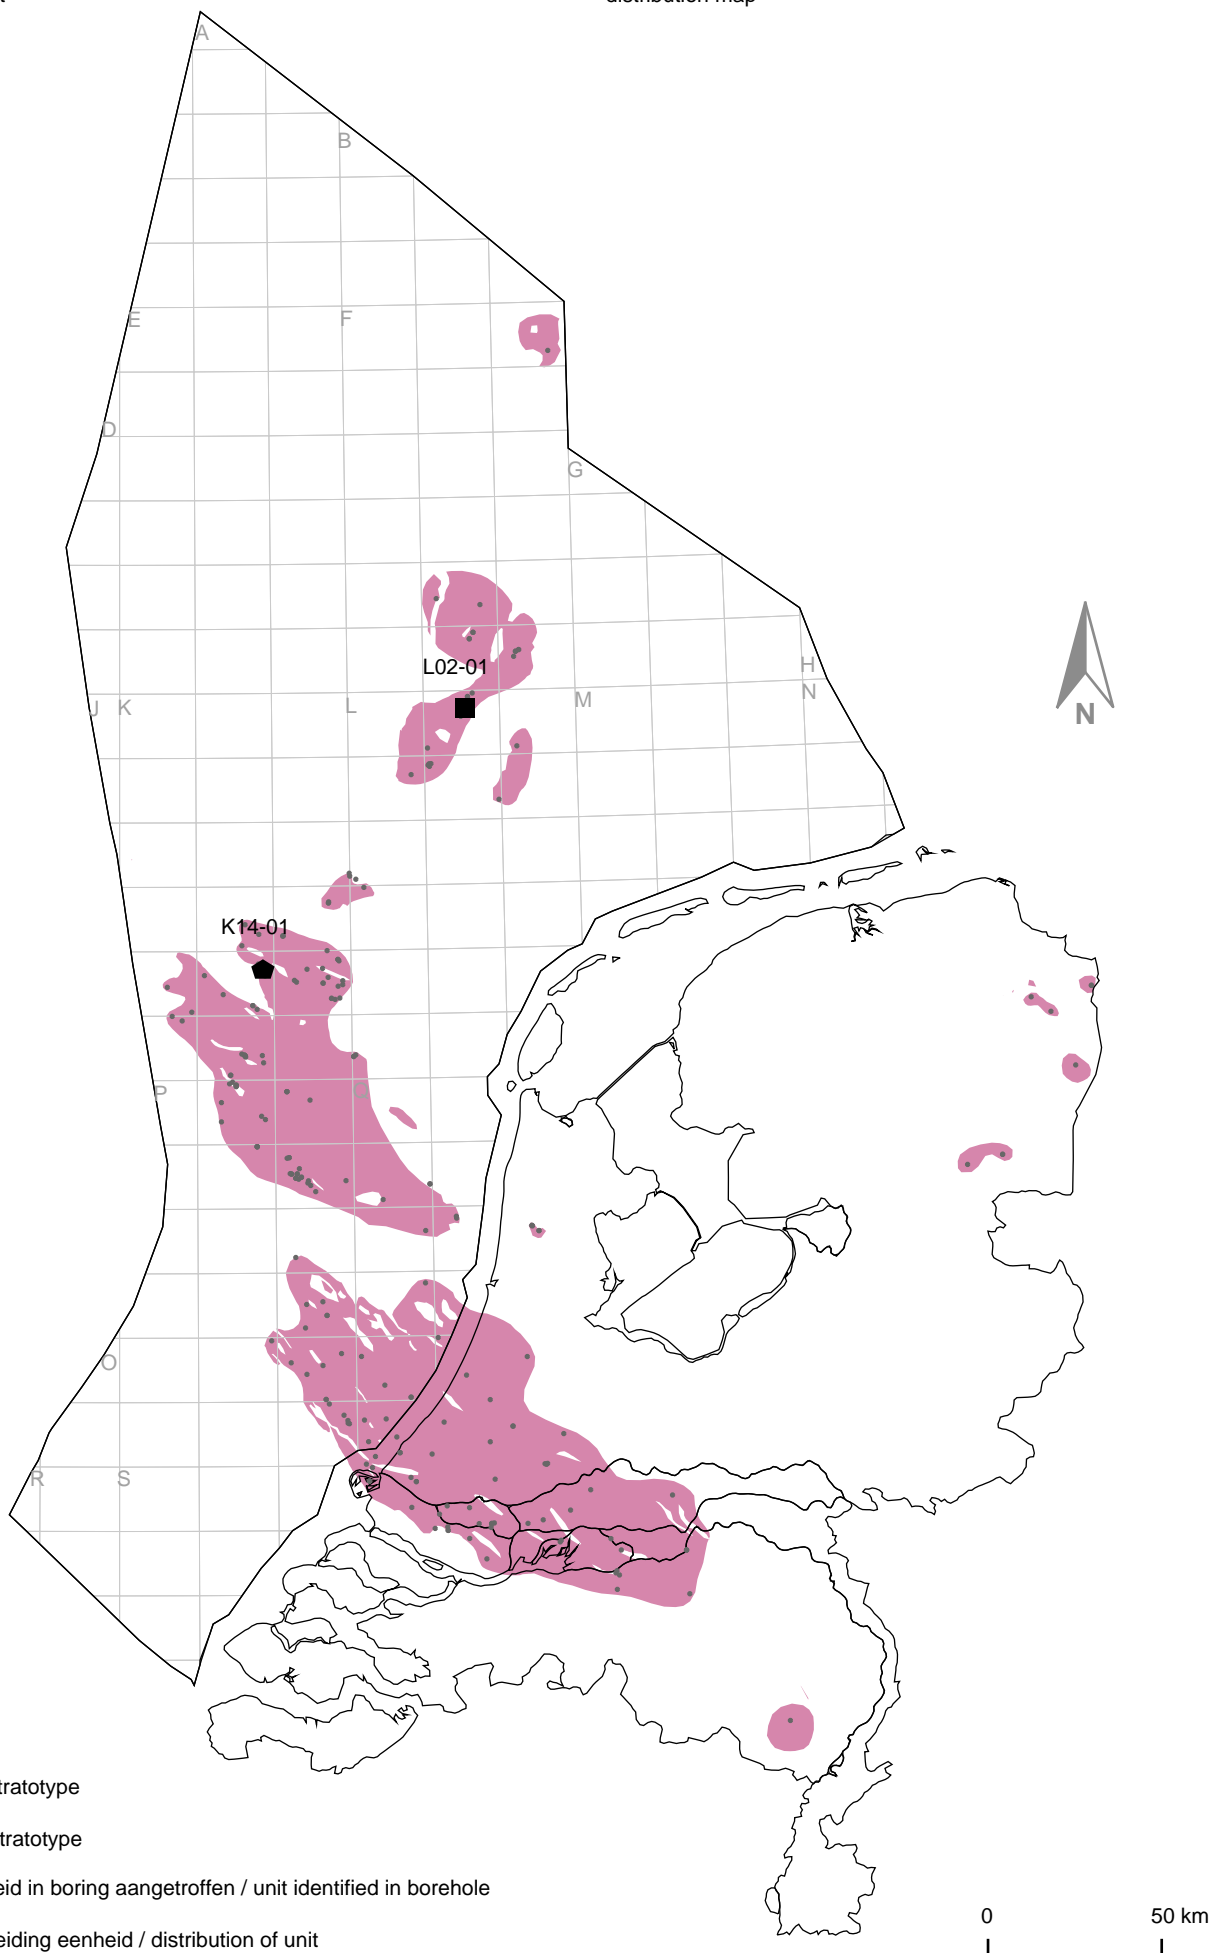 distribution map
A
B
E
F
D
G
H
L02-01
N
J K
L
M
K14-01
P
O
R
S
N
tratotype
tratotype
eid in boring aangetroffen / unit identified in borehole
eiding eenheid / distribution of unit
0
50 km